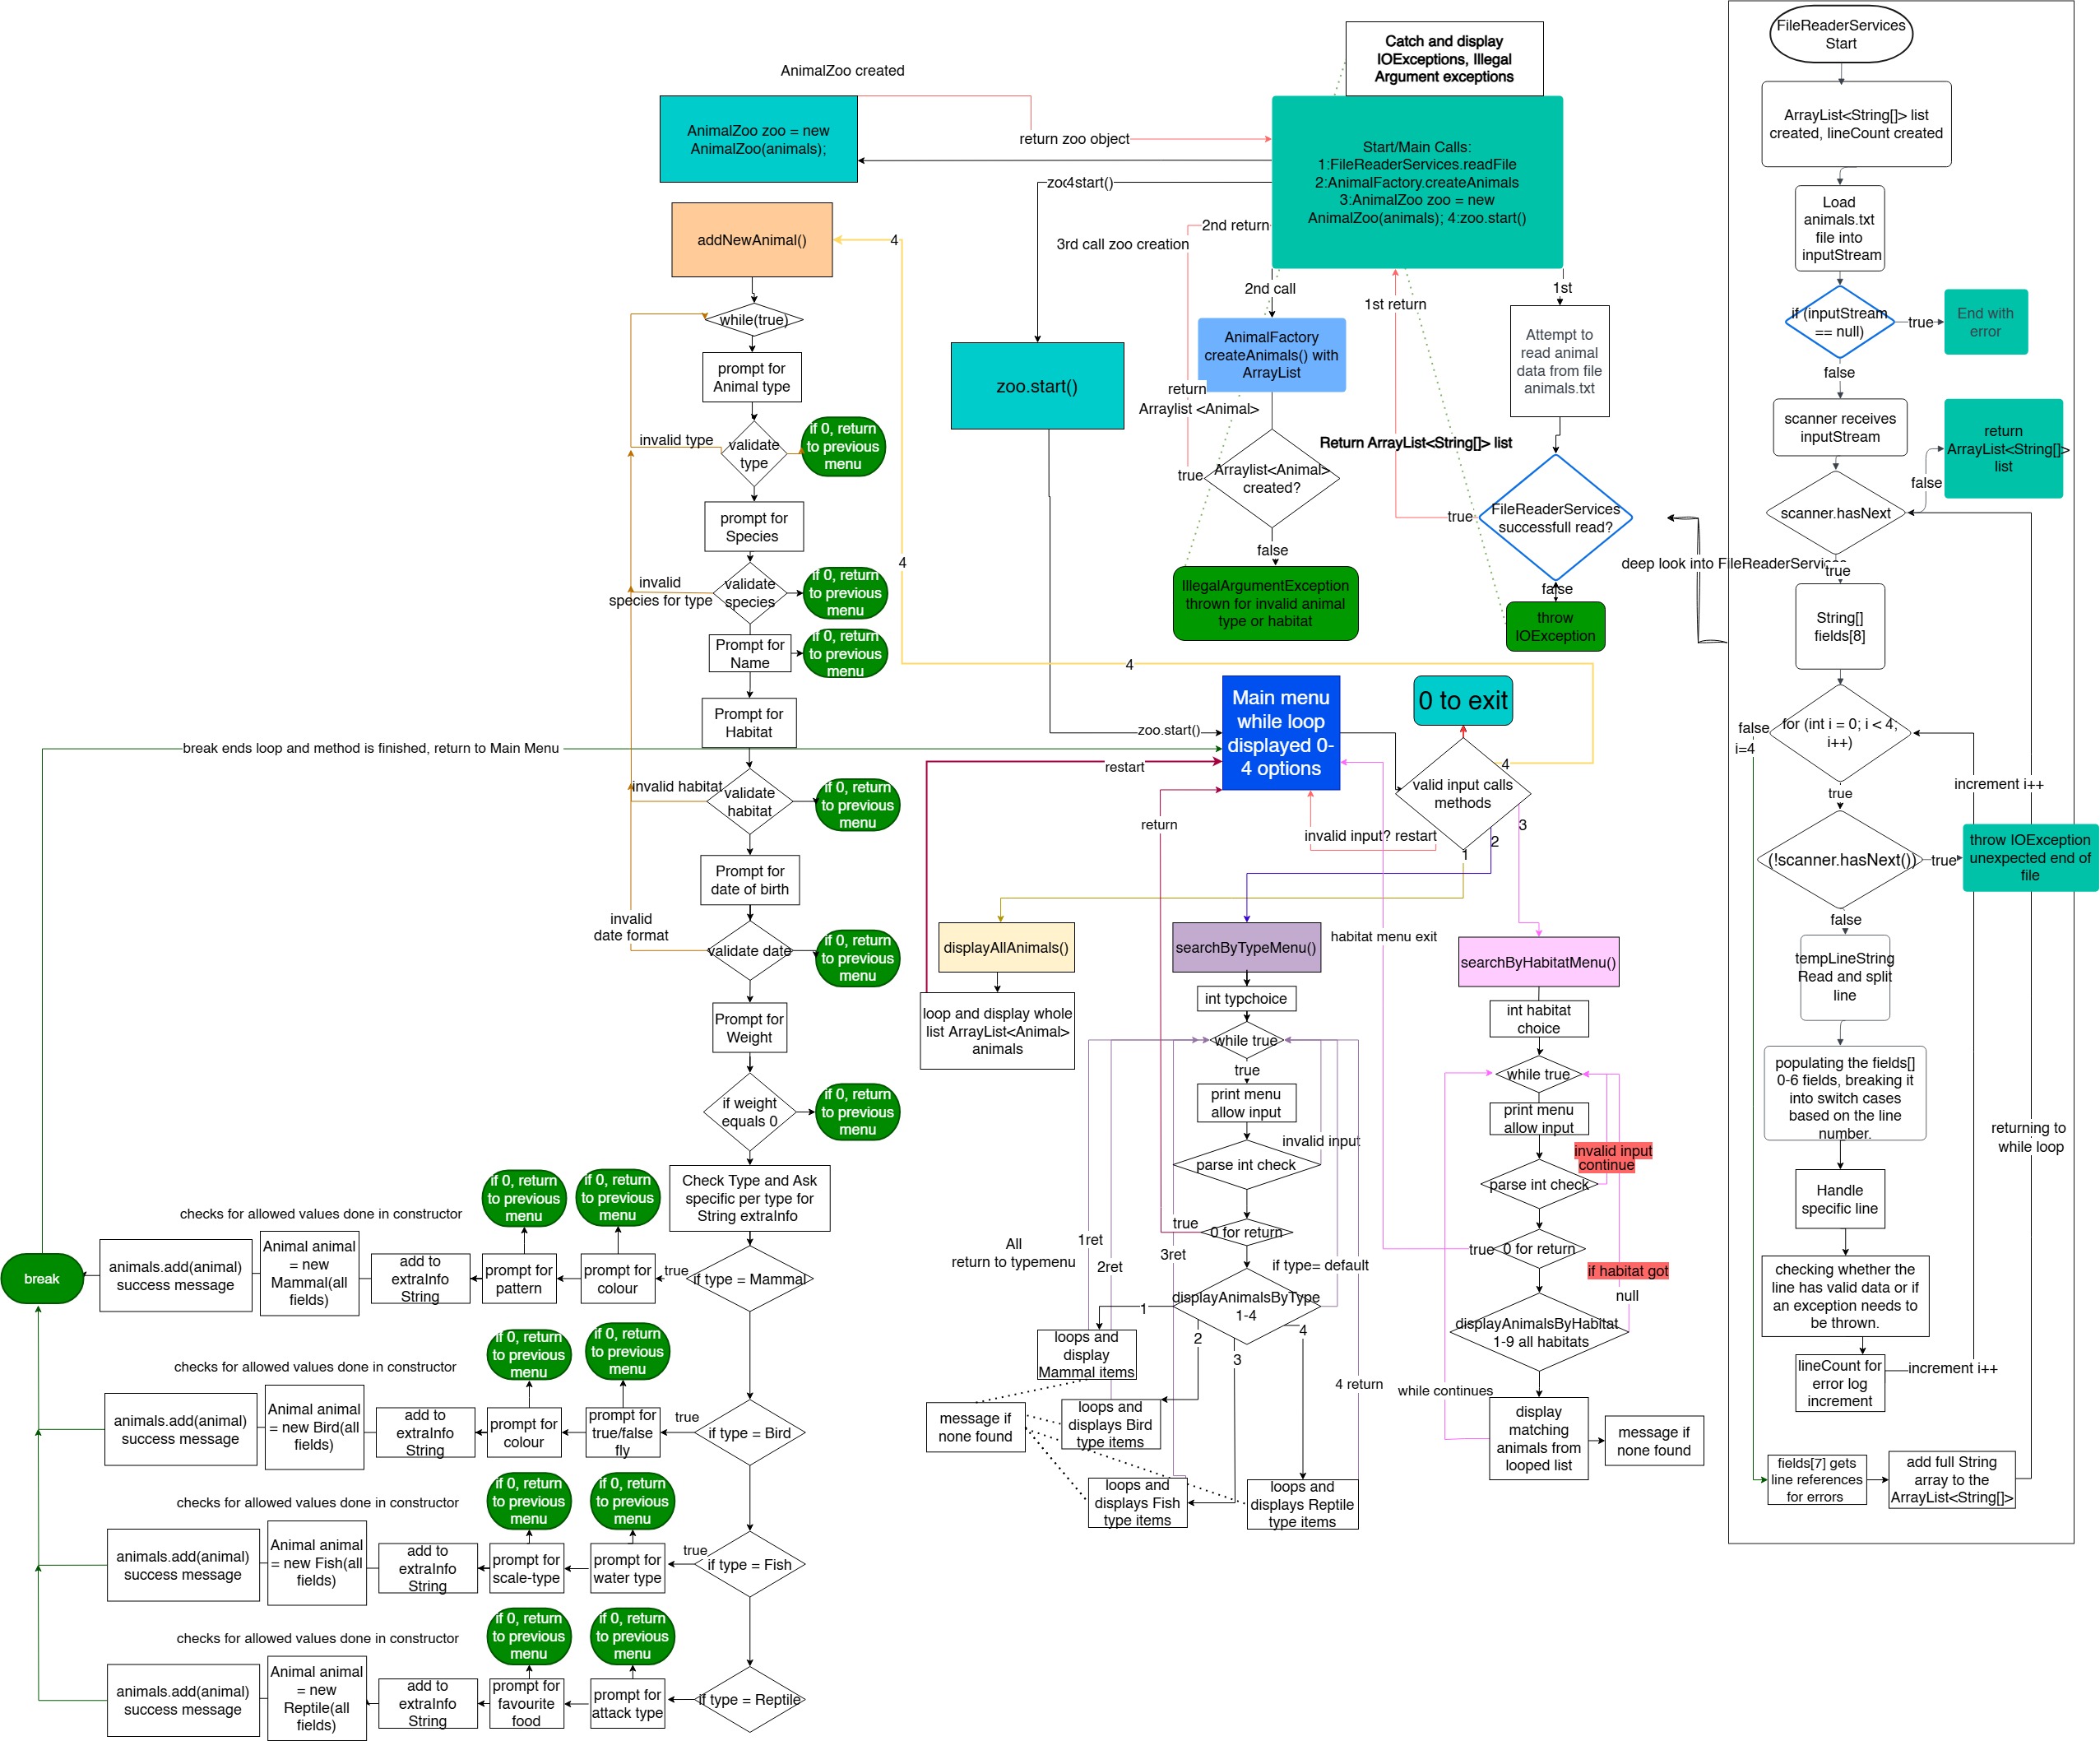 AnimalZoo created
AnimalZoo zoo = new
AnimalZoo(animals);
return zoo object
Catch and display
IOExceptions, Illegal
Argument exceptions
Start/Main Calls:
1:FileReaderServices.readFile
2:AnimalFactory.createAnimals
3:AnimalZoo zoo = new
AnimalZoo(animals); 4:zoo.start()
zoo.start()
4
2nd return
3rd call zoo creation
2nd call
1st return
1st
AnimalFactory
createAnimals() with
ArrayList
return
Arraylist <Animal>
Arraylist<Animal>
created?
true
false
IllegalArgumentException
thrown for invalid animal
type or habitat
Attempt to
read animal
data from file
animals.txt
Return ArrayList<String[]> list
FileReaderServices
successfull read?
true
false
throw
IOException
deep look into FileReaderServices
zoo.start()
zoo.start()
addNewAnimal()
4
4
4
while(true)
prompt for
Animal type
validate
type
invalid type
if 0, return
to previous
menu
prompt for
Species
validate
species
invalid
species for type
if 0, return
to previous
menu
Prompt for
Name
if 0, return
to previous
menu
Prompt for
Habitat
validate
habitat
invalid habitat
if 0, return
to previous
menu
Prompt for
date of birth
validate date
invalid
date format
if 0, return
to previous
menu
Prompt for
Weight
if weight
equals 0
if 0, return
to previous
menu
Check Type and Ask
specific per type for
String extraInfo
break ends loop and method is finished, return to Main Menu
break
checks for allowed values done in constructor
animals.add(animal)
success message
Animal animal
= new
Mammal(all
fields)
add to
extraInfo
String
prompt for
pattern
if 0, return
to previous
menu
prompt for
colour
if 0, return
to previous
menu
true
if type = Mammal
checks for allowed values done in constructor
animals.add(animal)
success message
Animal animal
= new Bird(all
fields)
add to
extraInfo
String
prompt for
colour
if 0, return
to previous
menu
prompt for
true/false
fly
if 0, return
to previous
menu
true
if type = Bird
checks for allowed values done in constructor
animals.add(animal)
success message
Animal animal
= new Fish(all
fields)
add to
extraInfo
String
prompt for
scale-type
if 0, return
to previous
menu
prompt for
water type
if 0, return
to previous
menu
true
if type = Fish
checks for allowed values done in constructor
animals.add(animal)
success message
Animal animal
= new
Reptile(all
fields)
add to
extraInfo
String
prompt for
favourite
food
if 0, return
to previous
menu
prompt for
attack type
if 0, return
to previous
menu
if type = Reptile
Main menu
while loop
displayed 0-
4 options
0 to exit
valid input calls
methods
4
3
2
1
invalid input? restart
restart
return
displayAllAnimals()
loop and display whole
list ArrayList<Animal>
animals
searchByTypeMenu()
int typchoice
while true
true
print menu
allow input
invalid input
parse int check
true
0 for return
if type= default
displayAnimalsByType
1-4
1
2
3
4
All
return to typemenu
1ret
2ret
3ret
4 return
loops and
display
Mammal items
loops and
displays Bird
type items
loops and
displays Fish
type items
loops and
displays Reptile
type items
message if
none found
habitat menu exit
searchByHabitatMenu()
int habitat
choice
while true
print menu
allow input
invalid input
continue
parse int check
true
0 for return
if habitat got
null
displayAnimalsByHabitat
1-9 all habitats
while continues
display
matching
animals from
looped list
message if
none found
FileReaderServices
Start
ArrayList<String[]> list
created, lineCount created
Load
animals.txt
file into
inputStream
if (inputStream
== null)
true
End with
error
false
scanner receives
inputStream
return
ArrayList<String[]>
list
false
scanner.hasNext
true
String[]
fields[8]
for (int i = 0; i < 4;
i++)
false
i=4
true
increment i++
(!scanner.hasNext())
true
throw IOException
unexpected end of
file
false
tempLineString
Read and split
line
populating the fields[]
0-6 fields, breaking it
into switch cases
based on the line
number.
returning to
while loop
Handle
specific line
checking whether the
line has valid data or if
an exception needs to
be thrown.
lineCount for
error log
increment
increment i++
fields[7] gets
line references
for errors
add full String
array to the
ArrayList<String[]>